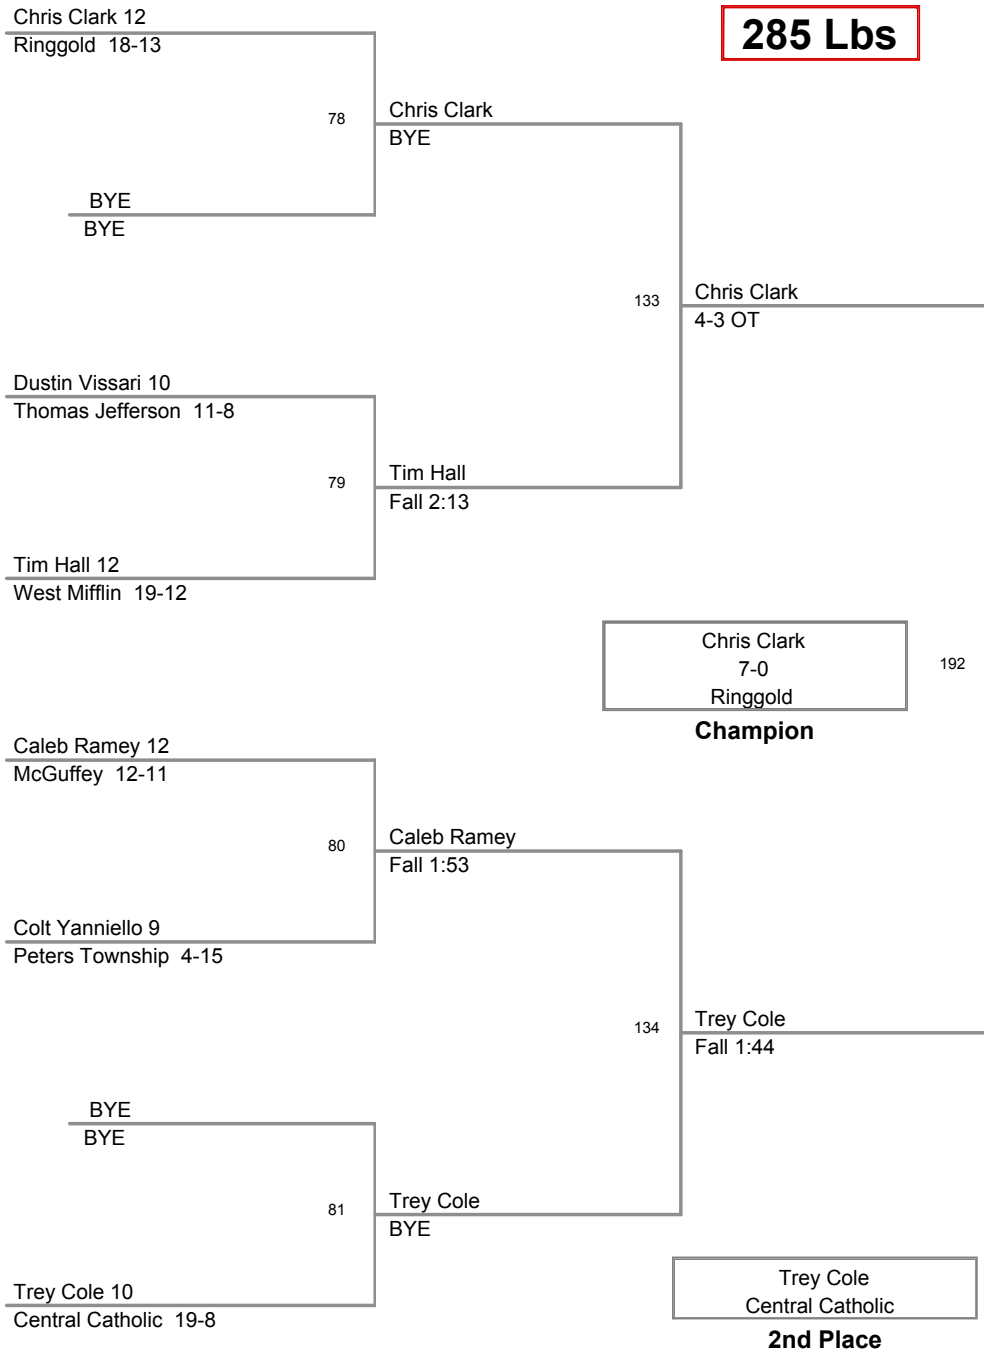 Chris Clark 12
Ringgold 18-13
285 Lbs
78
Chris Clark
BYE
BYE
BYE
133
Chris Clark
4-3 OT
Dustin Vissari 10
Thomas Jefferson 11-8
79
Tim Hall
Fall 2:13
Tim Hall 12
West Mifflin 19-12
Chris Clark
7-0
Ringgold
192
Champion
Caleb Ramey 12
McGuffey 12-11
80
Caleb Ramey
Fall 1:53
Colt Yanniello 9
Peters Township 4-15
134
Trey Cole
Fall 1:44
BYE
BYE
81
Trey Cole
BYE
Trey Cole 10
Central Catholic 19-8
Trey Cole
Central Catholic
2nd Place